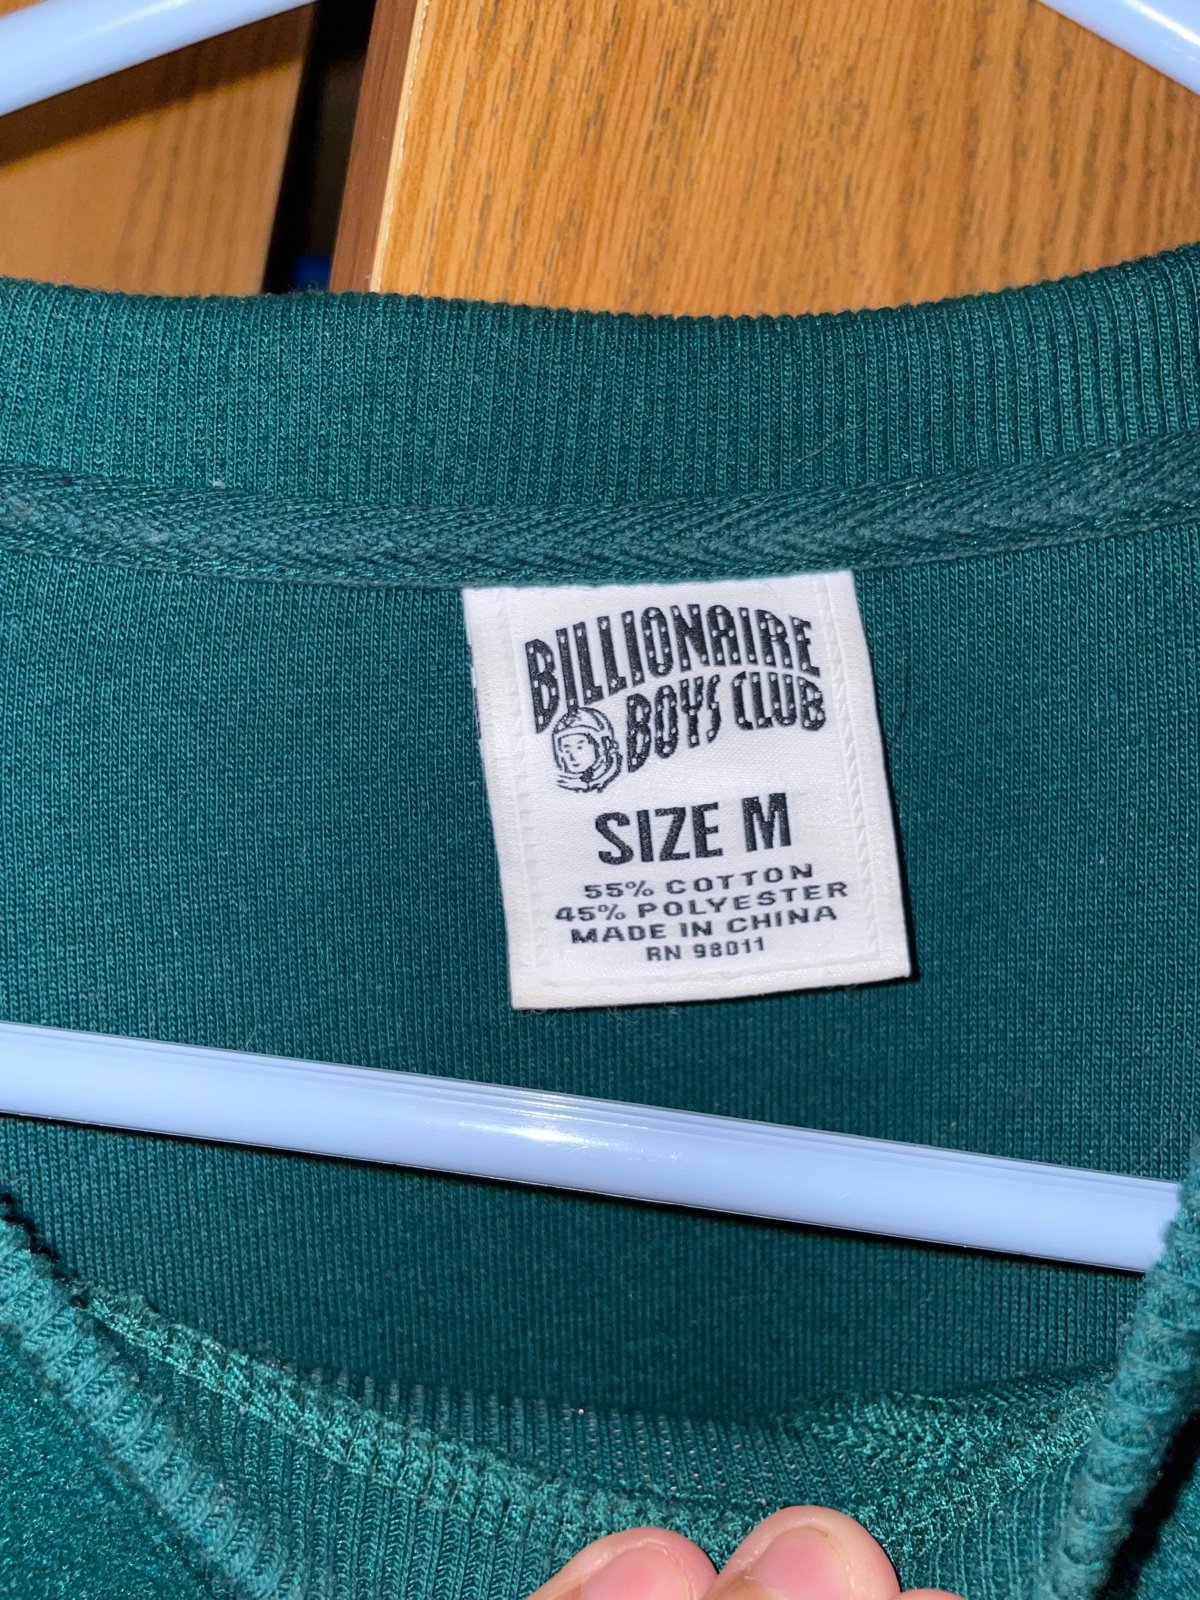 BILLIONAIRE
BOYS CLUB
SIZE M
55% COTTON
45% POLYESTER
MADE IN CHINA
RN 98011